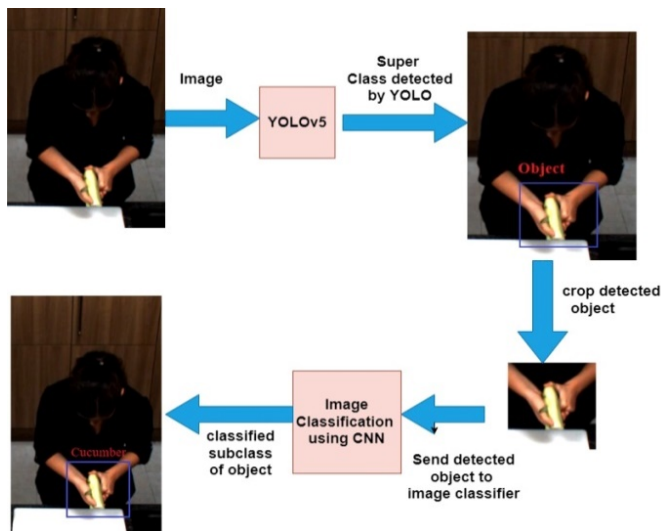 Image
YOLOv5
Super
Class detected
by YOLO
Object
crop detected
object
Send detected
object to
image classifier
Image
Classification
using CNN
classified
subclass
of object
Cucumber